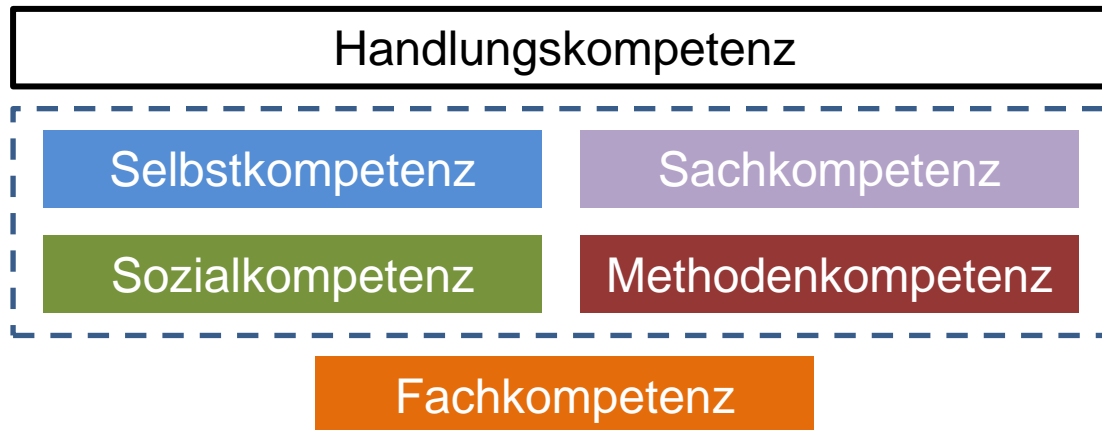 Handlungskompetenz
Selbstkompetenz
Sachkompetenz
Sozialkompetenz
Methodenkompetenz
Fachkompetenz